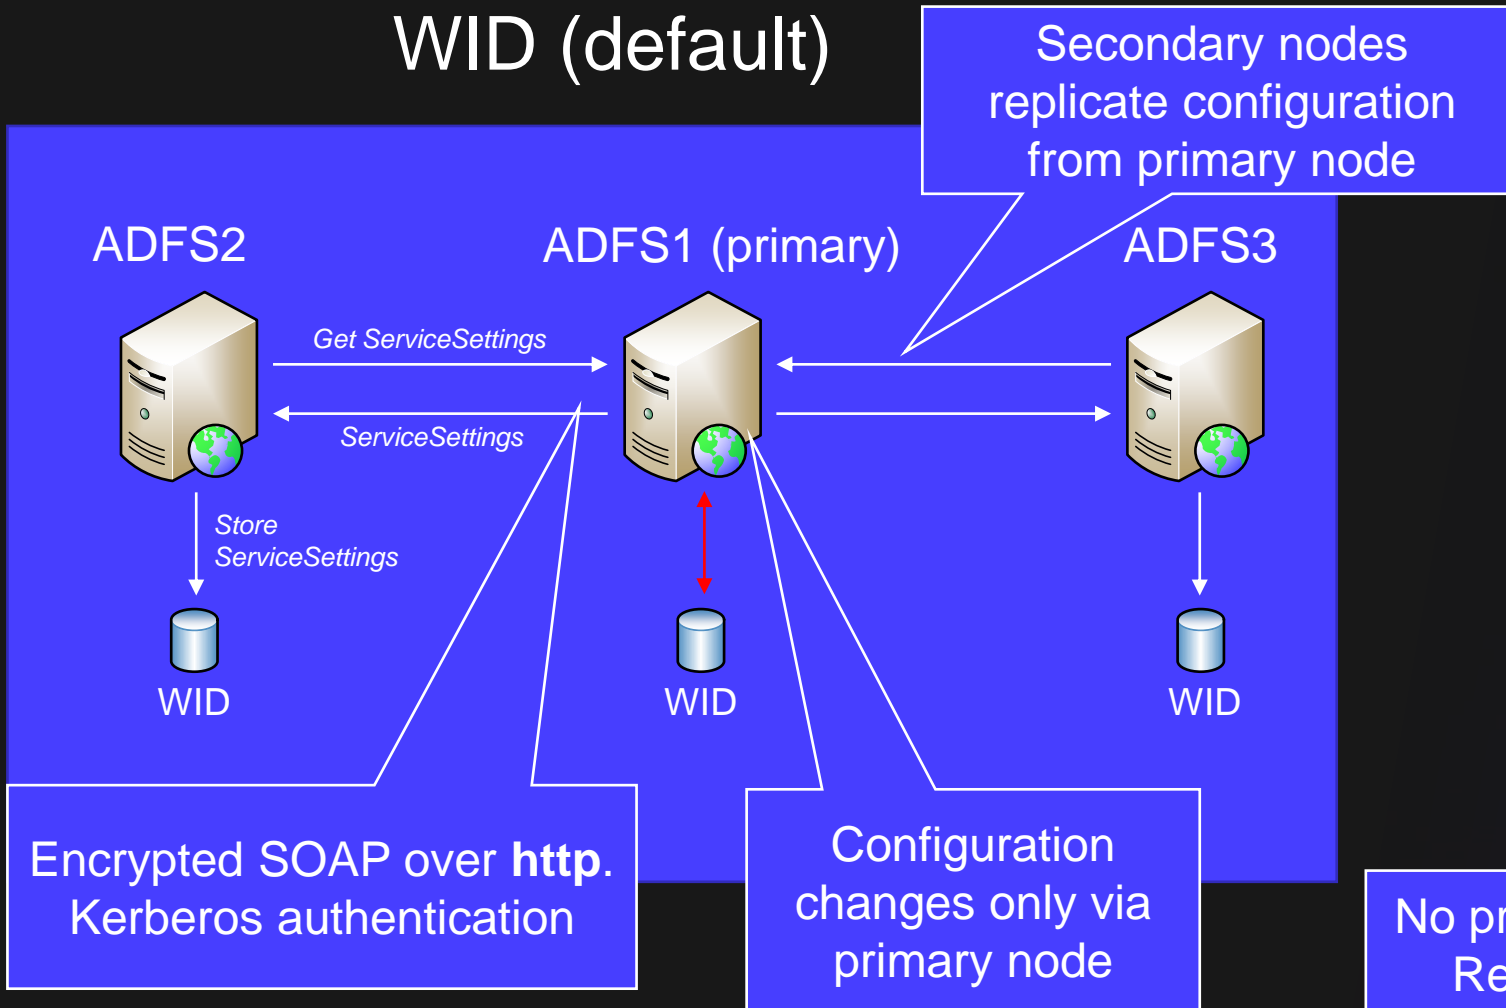 WID (default)
Secondary nodes
replicate configuration
from primary node
ADFS2
ADFS1 (primary)
ADFS3
Get ServiceSettings
ServiceSettings
Store
ServiceSettings
WID
WID
WID
Encrypted SOAP over http.
Kerberos authentication
Configuration
changes only via
primary node
No